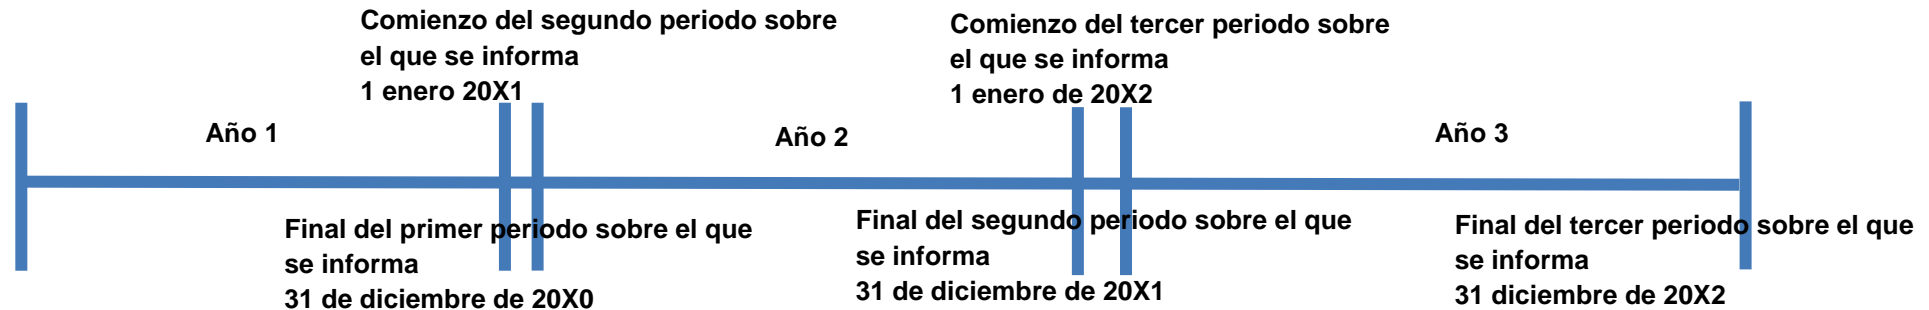 Comienzo del segundo periodo sobre
el que se informa
1 enero 20X1
Comienzo del tercer periodo sobre
el que se informa
1 enero de 20X2
Año 1
Año 2
Año 3
Final del primer periodo sobre el que
se informa
31 de diciembre de 20X0
Final del segundo periodo sobre el que
se informa
31 de diciembre de 20X1
Final del tercer periodo sobre el que
se informa
31 diciembre de 20X2